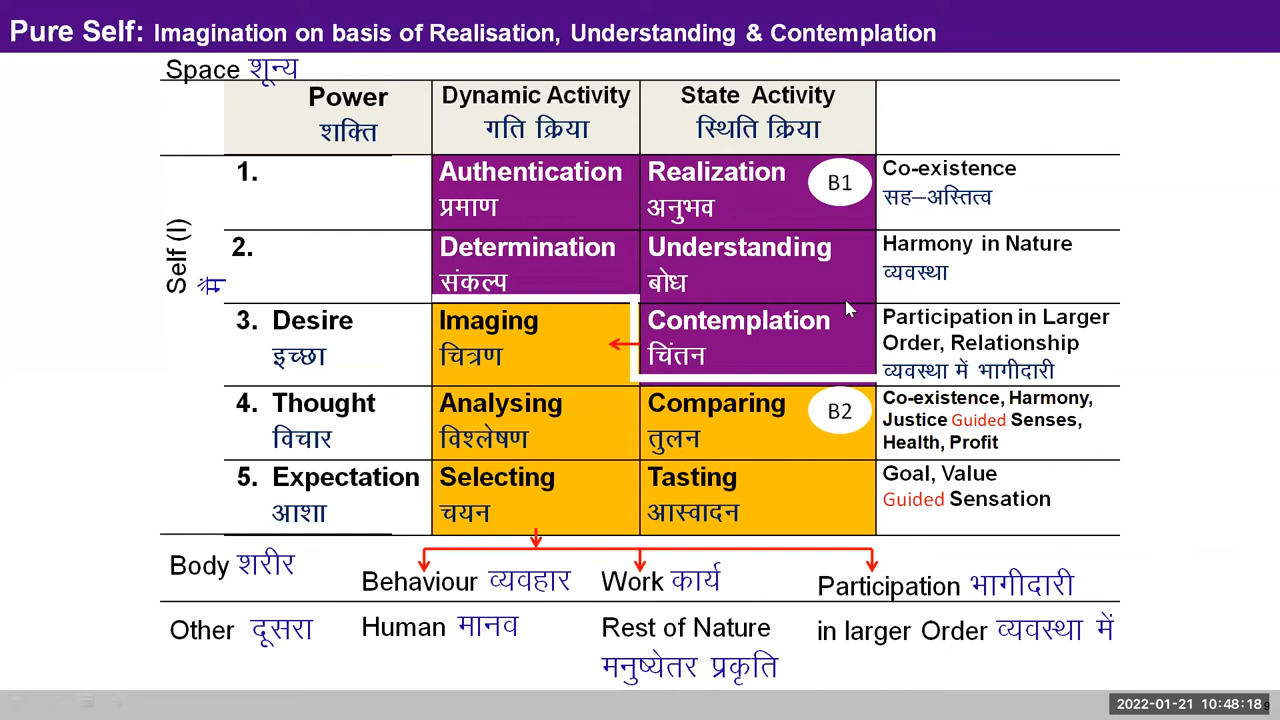 Pure Self: Imagination on basis of Realisation, Understanding & Contemplation
Space शून्य
Power
शक्ति
Dynamic Activity
गति क्रिया
State Activity
स्थिति क्रिया
Self (I)
मैं
1.
Authentication
प्रमाण
Realization
अनुभव
B1
Co-existence
सह–अस्तित्व
2.
Determination
संकल्प
Understanding
बोध
Harmony in Nature
व्यवस्था
3. Desire
इच्छा
Imaging
चित्रण
Contemplation
चिंतन
Participation in Larger
Order, Relationship
व्यवस्था में भागीदारी
4. Thought
विचार
Analysing
विश्लेषण
Comparing
तुलन
B2
Co-existence, Harmony,
Justice Guided Senses,
Health, Profit
5. Expectation
आशा
Selecting
चयन
Tasting
आस्वादन
Goal, Value
Guided Sensation
Body शरीर
Behaviour व्यवहार
Work कार्य
Participation भागीदारी
Other दूसरा
Human मानव
Rest of Nature
मनुष्येतर प्रकृति
in larger Order व्यवस्था में
2022-01-21 10:48:18
9